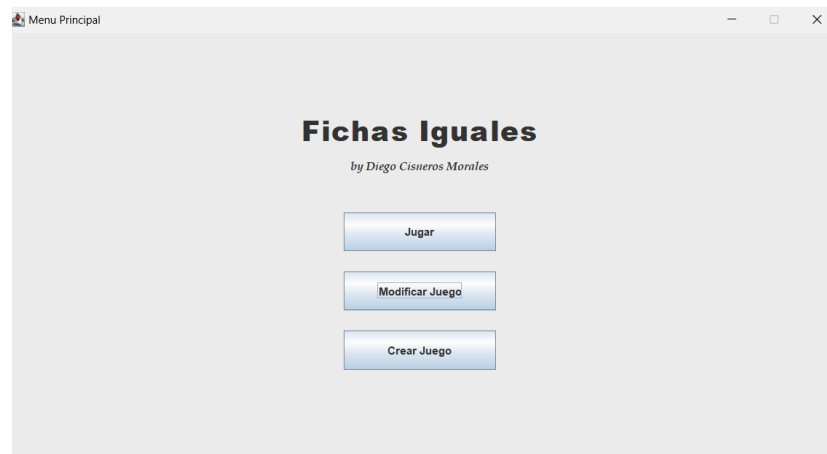 Menu Principal
Fichas Iguales
by Diego Cisneros Morales
Jugar
Modificar Juego
Crear Juego